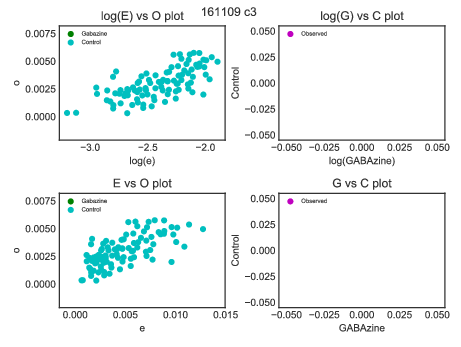 161109 c3
log(E) vs O plot
log(G) vs C plot
0.0075
0.0050
0.0025
0.0000
o
Gabazine
Control
−3.0
−2.5
−2.0
log(e)
0.050
0.025
0.000
−0.025
−0.050
Control
Observed
−0.050
−0.025
0.000
0.025
0.050
log(GABAzine)
E vs O plot
G vs C plot
0.0075
0.0050
0.0025
0.0000
o
Gabazine
Control
0.000
0.005
0.010
0.015
e
0.050
0.025
0.000
−0.025
−0.050
Control
Observed
−0.050
−0.025
0.000
0.025
0.050
GABAzine